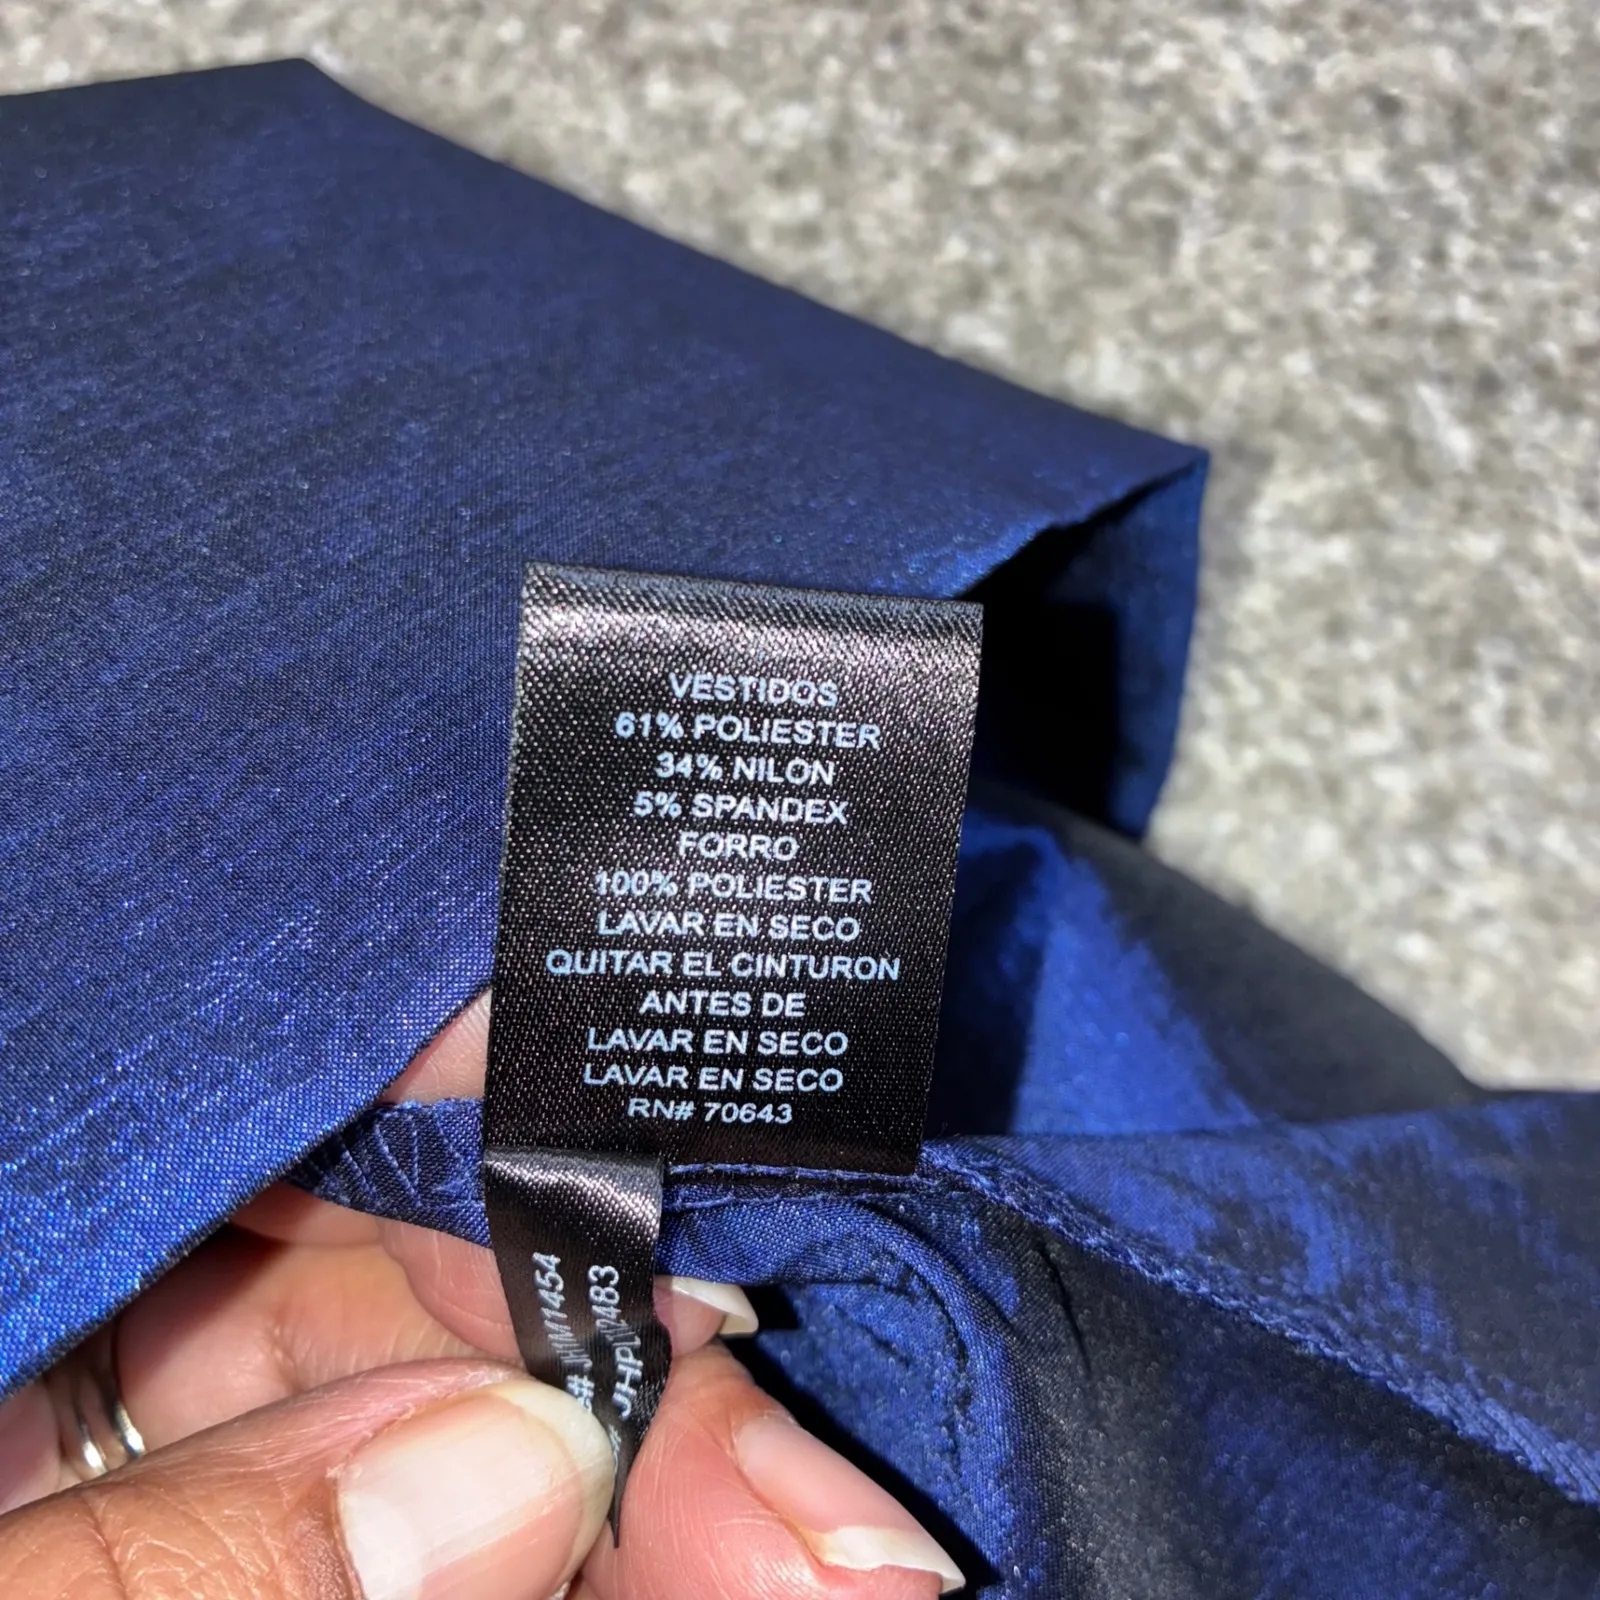 VESTIDOS
61% POLIESTER
34% NILON
5% SPANDEX
FORRO
100% POLIESTER
LAVAR EN SECO
QUITAR EL CINTURON
ANTES DE
LAVAR EN SECO
LAVAR EN SECO
RN# 70643
JH1M1454